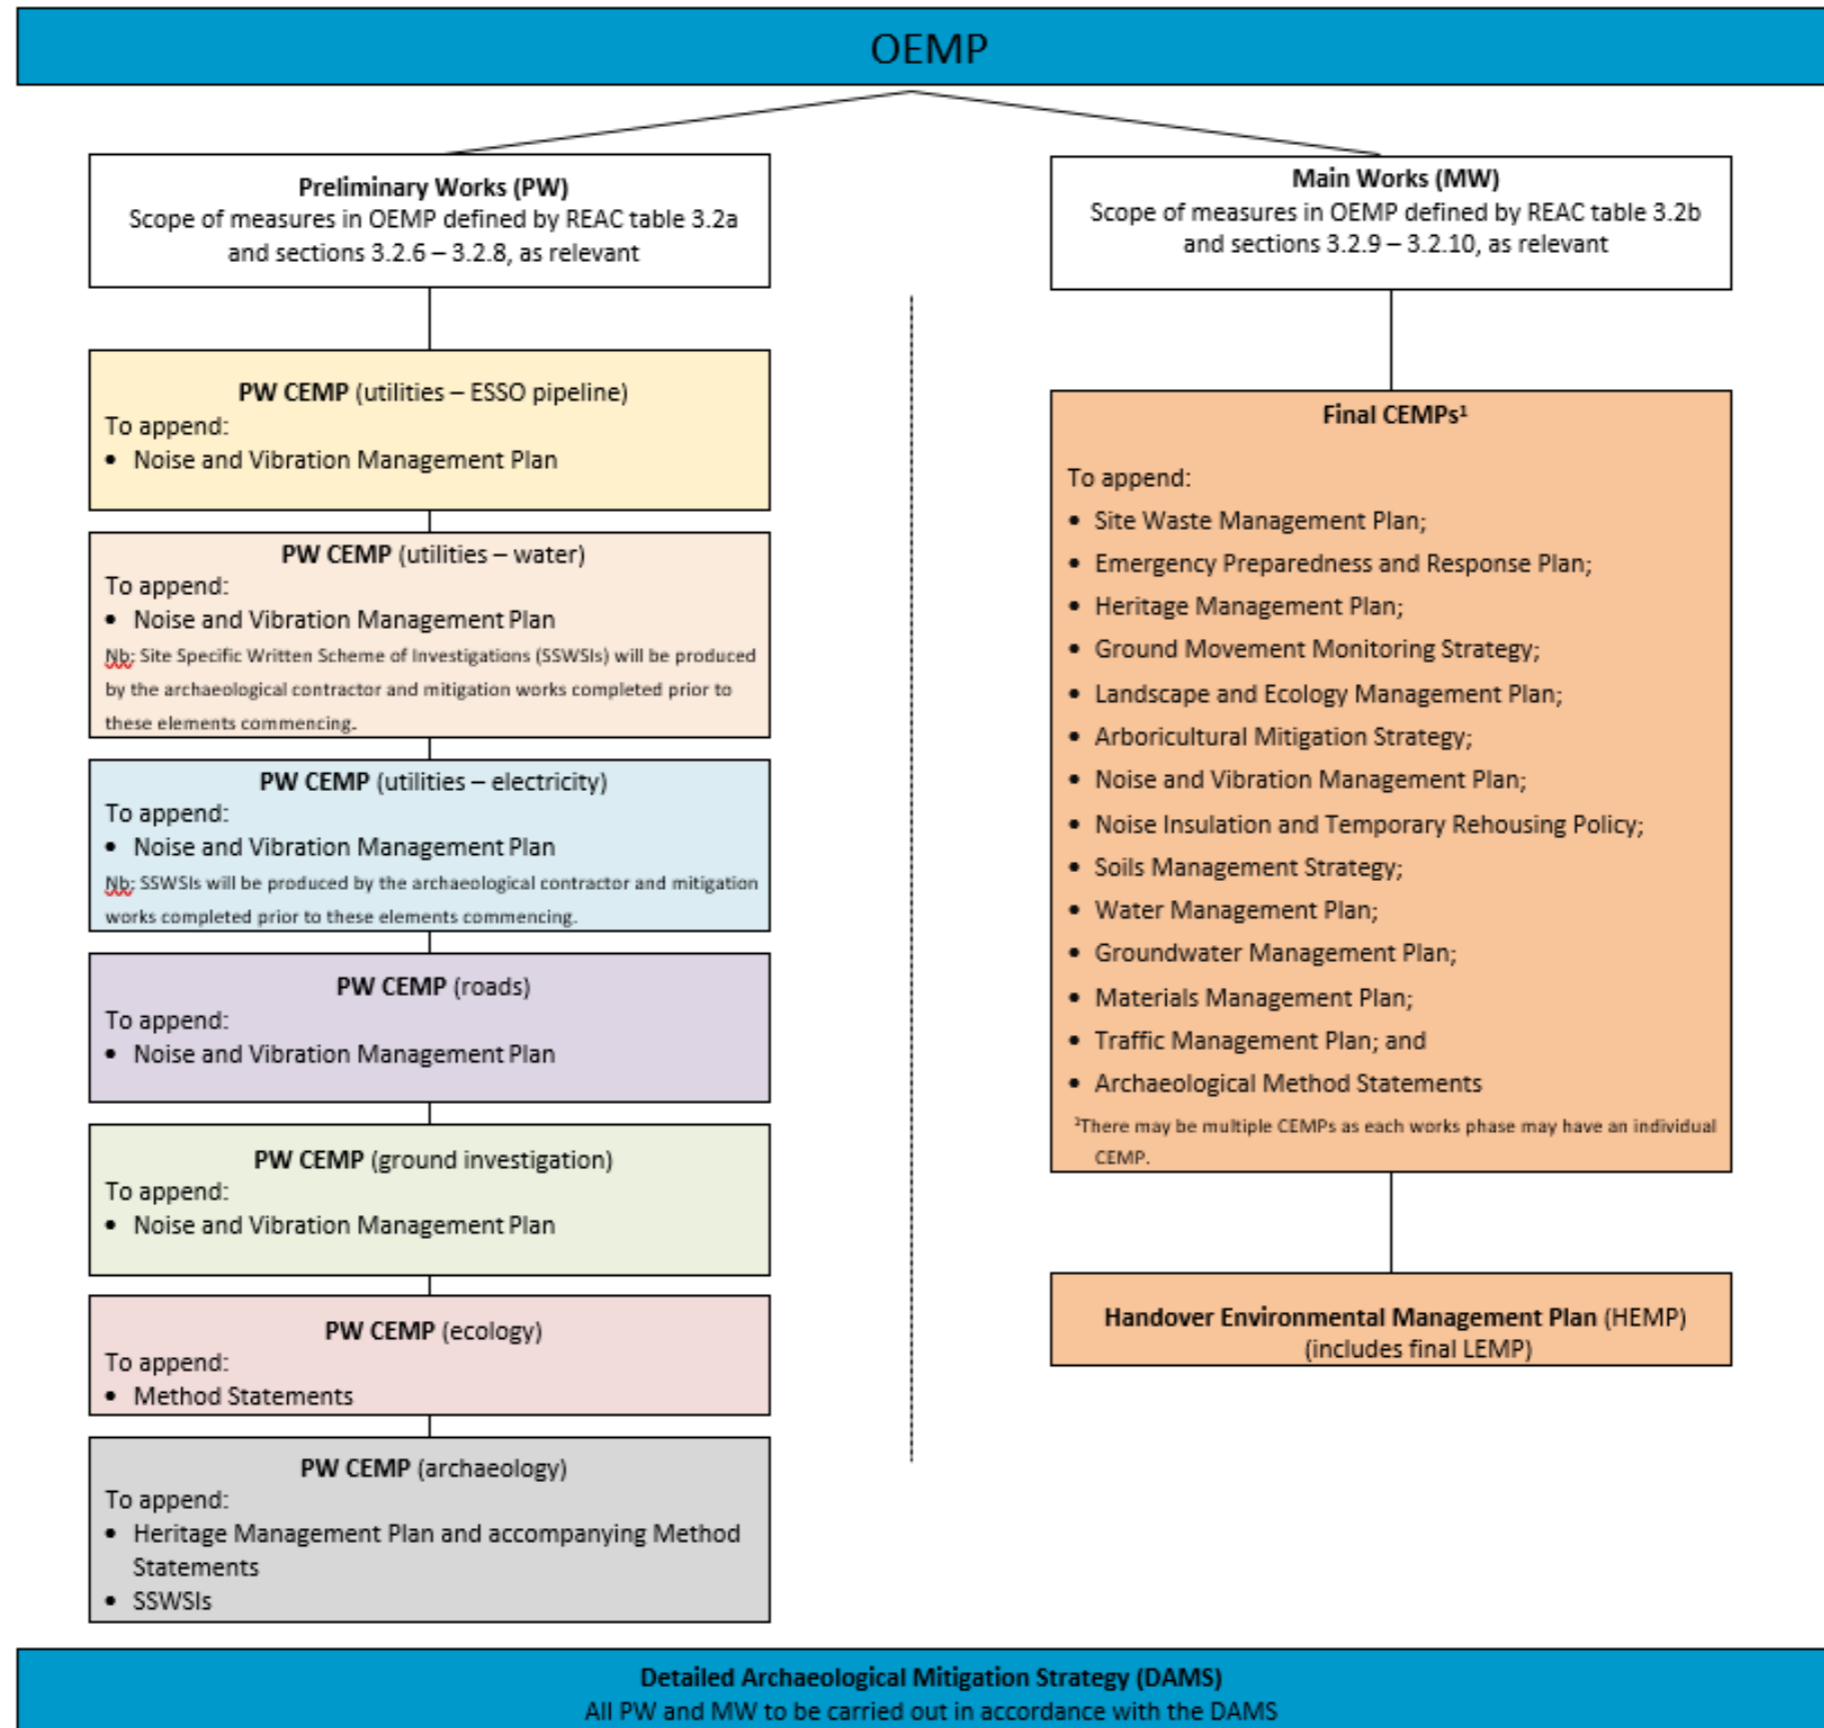 OEMP
Preliminary Works (PW)
Scope of measures in OEMP defined by REAC table 3.2a
and sections 3.2.6 – 3.2.8, as relevant
PW CEMP (utilities – ESSO pipeline)
To append:
• Noise and Vibration Management Plan
PW CEMP (utilities – water)
To append:
• Noise and Vibration Management Plan
Nb: Site Specific Written Scheme of Investigations (SSWSIs) will be produced
by the archaeological contractor and mitigation works completed prior to
these elements commencing.
PW CEMP (utilities – electricity)
To append:
• Noise and Vibration Management Plan
Nb: SSWSIs will be produced by the archaeological contractor and mitigation
works completed prior to these elements commencing.
PW CEMP (roads)
To append:
• Noise and Vibration Management Plan
PW CEMP (ground investigation)
To append:
• Noise and Vibration Management Plan
PW CEMP (ecology)
To append:
• Method Statements
PW CEMP (archaeology)
To append:
• Heritage Management Plan and accompanying Method
Statements
• SSWSIs
Main Works (MW)
Scope of measures in OEMP defined by REAC table 3.2b
and sections 3.2.9 – 3.2.10, as relevant
Final CEMPs¹
To append:
• Site Waste Management Plan;
• Emergency Preparedness and Response Plan;
• Heritage Management Plan;
• Ground Movement Monitoring Strategy;
• Landscape and Ecology Management Plan;
• Arboricultural Mitigation Strategy;
• Noise and Vibration Management Plan;
• Noise Insulation and Temporary Rehousing Policy;
• Soils Management Strategy;
• Water Management Plan;
• Groundwater Management Plan;
• Materials Management Plan;
• Traffic Management Plan; and
• Archaeological Method Statements
¹There may be multiple CEMPs as each works phase may have an individual
CEMP.
Handover Environmental Management Plan (HEMP)
(includes final LEMP)
Detailed Archaeological Mitigation Strategy (DAMS)
All PW and MW to be carried out in accordance with the DAMS